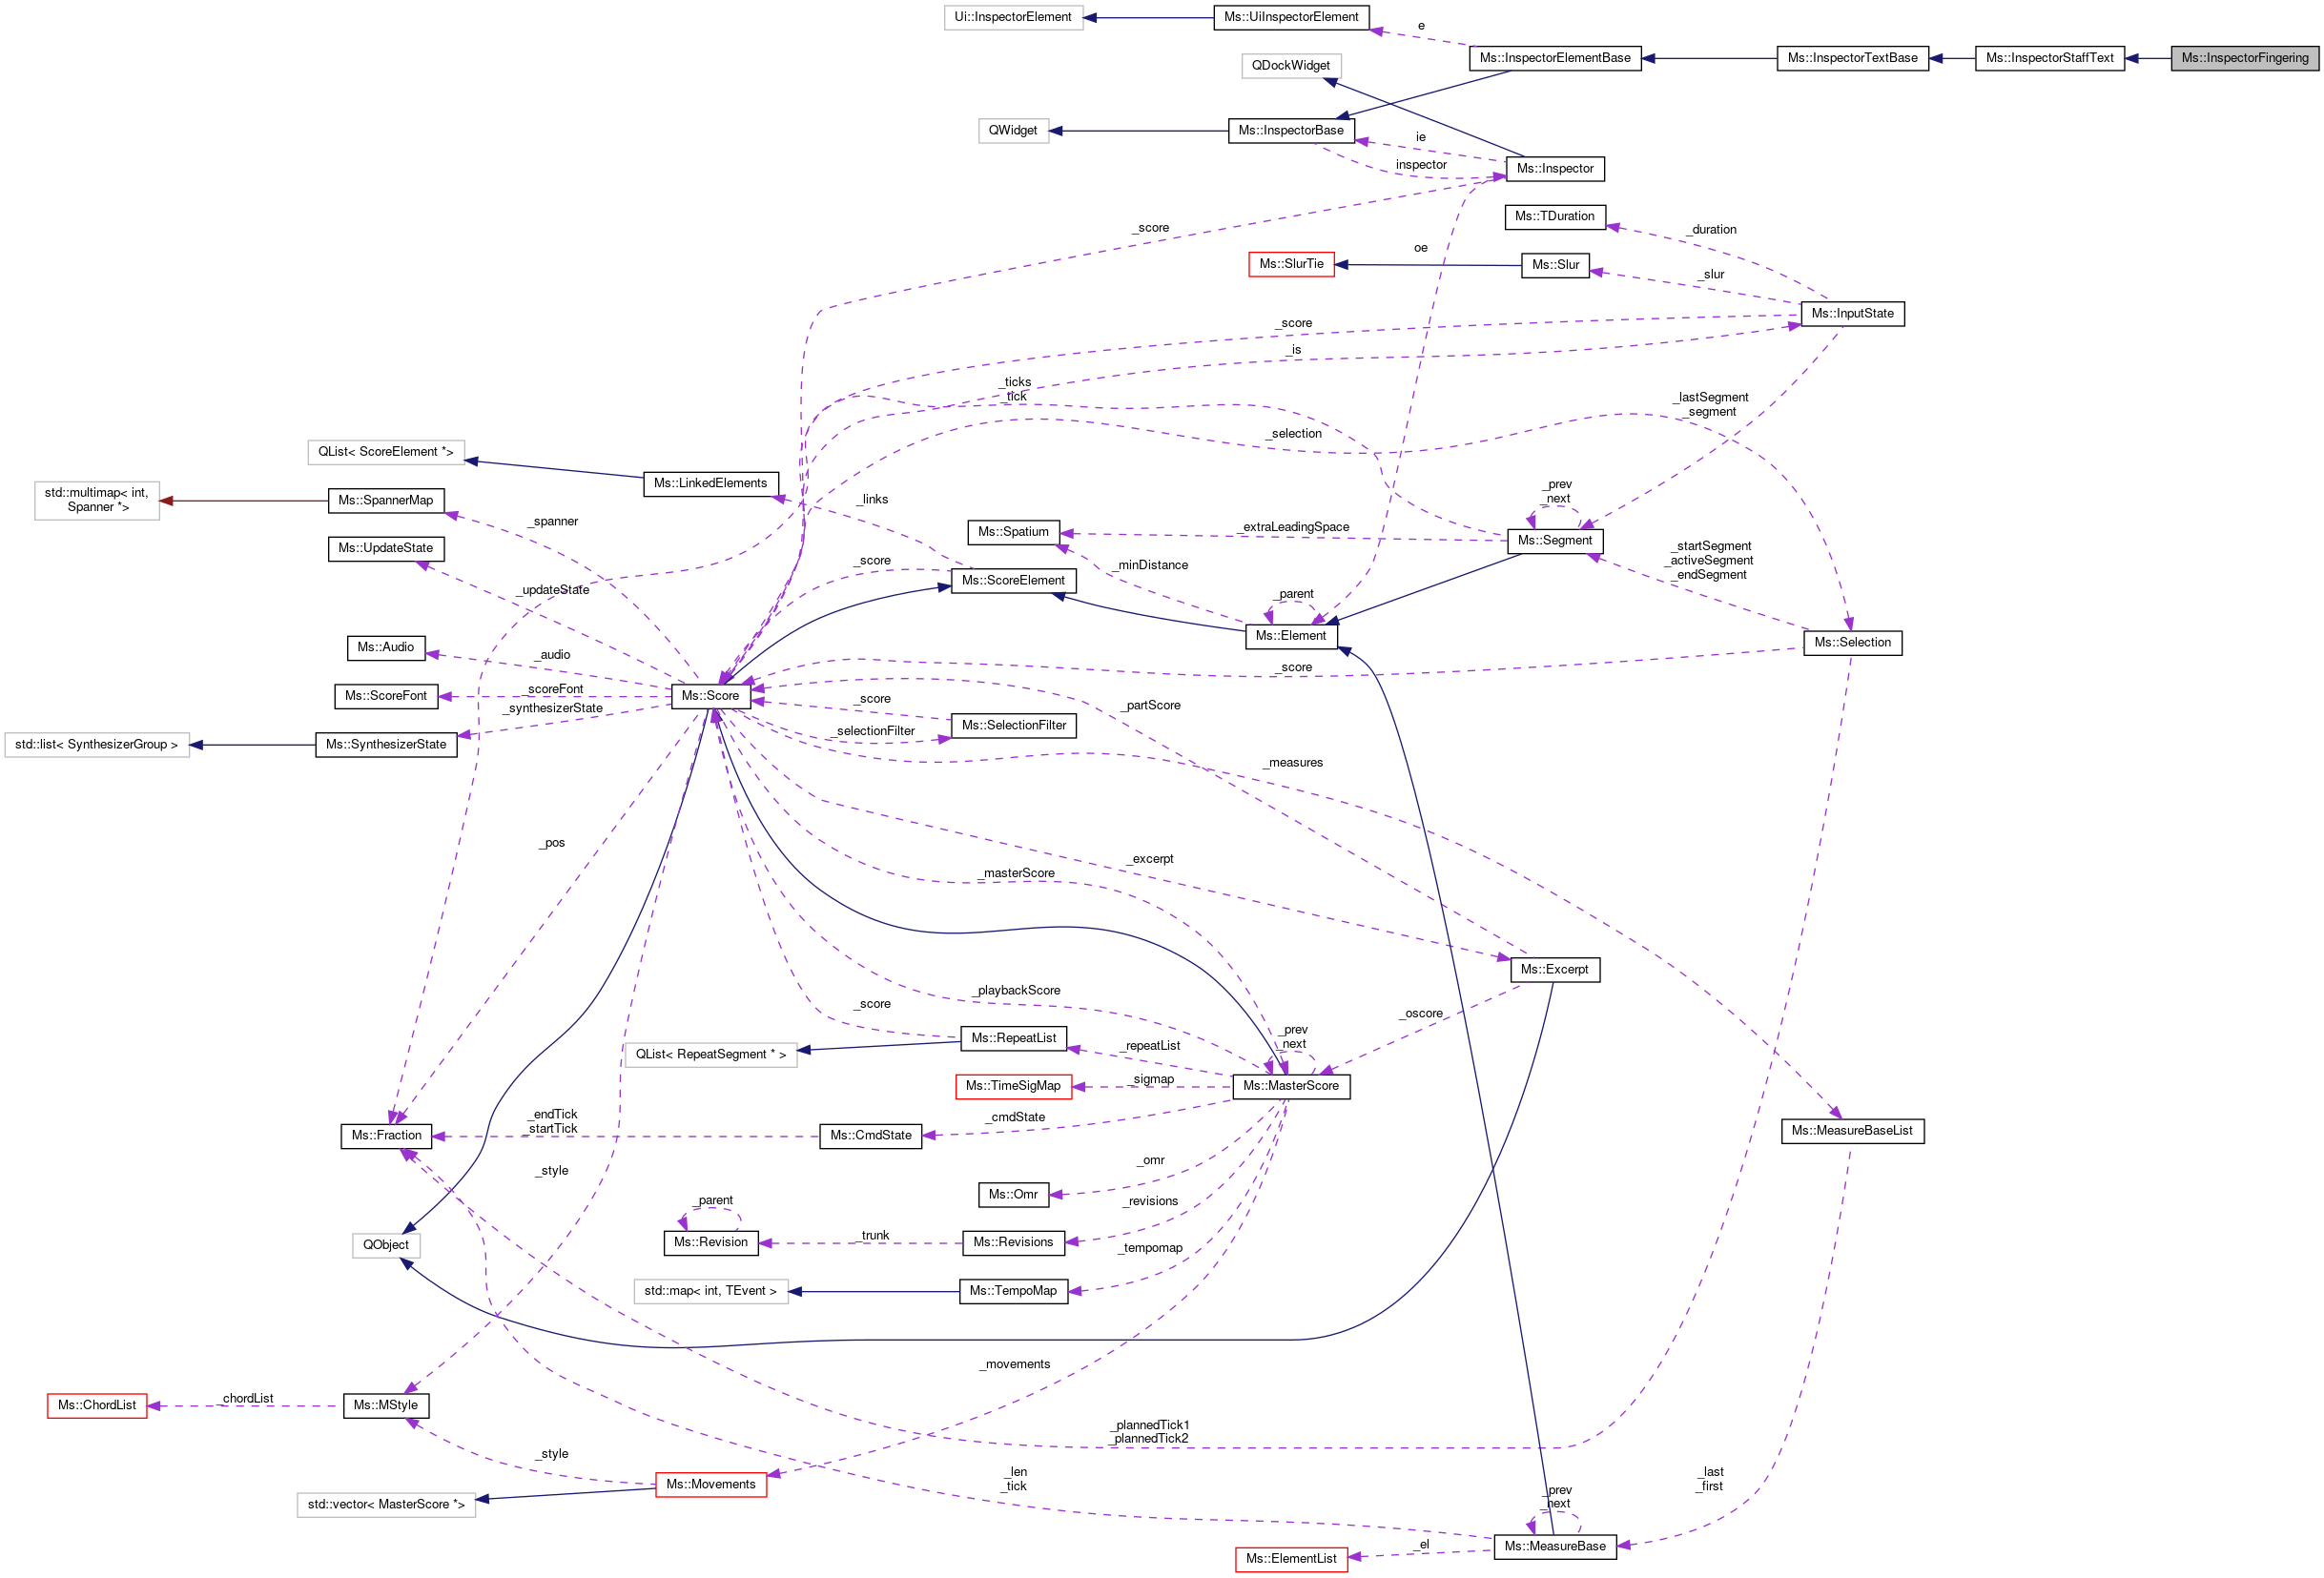 Ui::InspectorElement
Ms::UiInspectorElement
e
QDockWidget
Ms::InspectorElementBase
Ms::InspectorTextBase
Ms::InspectorStaffText
Ms::InspectorFingering
QWidget
Ms::InspectorBase
ie
inspector
Ms::Inspector
Ms::TDuration
_score
_duration
oe
Ms::SlurTie
Ms::Slur
_slur
Ms::InputState
_score
_is
_ticks
_tick
_lastSegment
_segment
_selection
QList< ScoreElement *>
Ms::LinkedElements
std::multimap< int,
Spanner *>
Ms::SpannerMap
_links
_prev
_next
_spanner
_extraLeadingSpace
Ms::Spatium
Ms::Segment
Ms::UpdateState
_startSegment
_activeSegment
_endSegment
_score
_minDistance
Ms::ScoreElement
_updateState
_parent
Ms::Element
Ms::Selection
Ms::Audio
_audio
_score
Ms::ScoreFont
_scoreFont
Ms::Score
_synthesizerState
_score
_partScore
Ms::SelectionFilter
_selectionFilter
std::list< SynthesizerGroup >
Ms::SynthesizerState
_measures
_pos
_excerpt
_masterScore
Ms::Excerpt
_playbackScore
_score
_oscore
_prev
_next
Ms::RepeatList
QList< RepeatSegment * >
_repeatList
Ms::TimeSigMap
_sigmap
Ms::MasterScore
_endTick
_startTick
_cmdState
Ms::Fraction
Ms::CmdState
Ms::MeasureBaseList
_style
_omr
Ms::Omr
_parent
_revisions
QObject
Ms::Revision
_trunk
Ms::Revisions
_tempomap
std::map< int, TEvent >
Ms::TempoMap
_movements
Ms::ChordList
_chordList
Ms::MStyle
_plannedTick1
_plannedTick2
_style
_len
_tick
_last
_first
Ms::Movements
_prev
_next
std::vector< MasterScore *>
_el
Ms::MeasureBase
Ms::ElementList